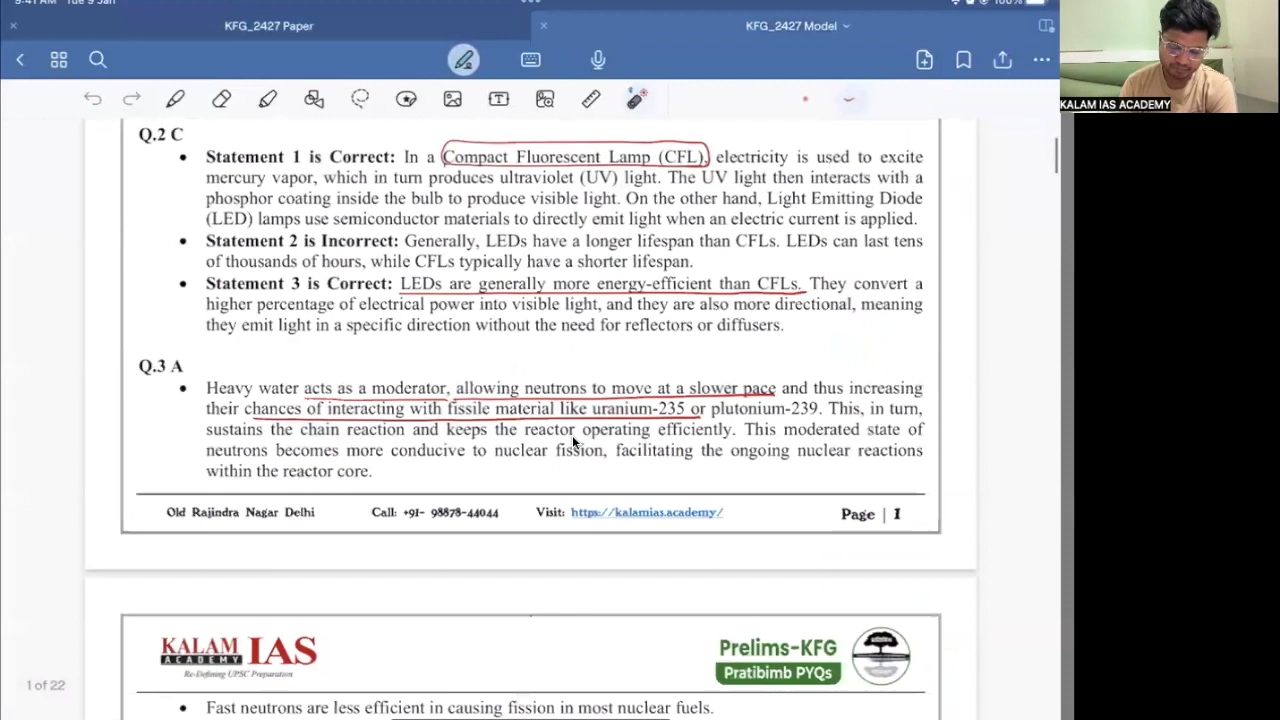 9:41 AM Tue 9 Jan
100%
KFG_2427 Paper
KFG_2427 Model
KALAM IAS ACADEMY
Q.2 C
• Statement 1 is Correct: In a Compact Fluorescent Lamp (CFL), electricity is used to excite
mercury vapor, which in turn produces ultraviolet (UV) light. The UV light then interacts with a
phosphor coating inside the bulb to produce visible light. On the other hand, Light Emitting Diode
(LED) lamps use semiconductor materials to directly emit light when an electric current is applied.
• Statement 2 is Incorrect: Generally, LEDs have a longer lifespan than CFLs. LEDs can last tens
of thousands of hours, while CFLs typically have a shorter lifespan.
• Statement 3 is Correct: LEDs are generally more energy-efficient than CFLs. They convert a
higher percentage of electrical power into visible light, and they are also more directional, meaning
they emit light in a specific direction without the need for reflectors or diffusers.
Q.3 A
• Heavy water acts as a moderator, allowing neutrons to move at a slower pace and thus increasing
their chances of interacting with fissile material like uranium-235 or plutonium-239. This, in turn,
sustains the chain reaction and keeps the reactor operating efficiently. This moderated state of
neutrons becomes more conducive to nuclear fission, facilitating the ongoing nuclear reactions
within the reactor core.
Old Rajindra Nagar Delhi Call: +91- 98878-44044 Visit: https://kalamias.academy/ Page | 1
KALAM IAS
ACADEMY
Re-Defining UPSC Preparation
Prelims-KFG
Pratibimb PYQs
1 of 22
• Fast neutrons are less efficient in causing fission in most nuclear fuels.